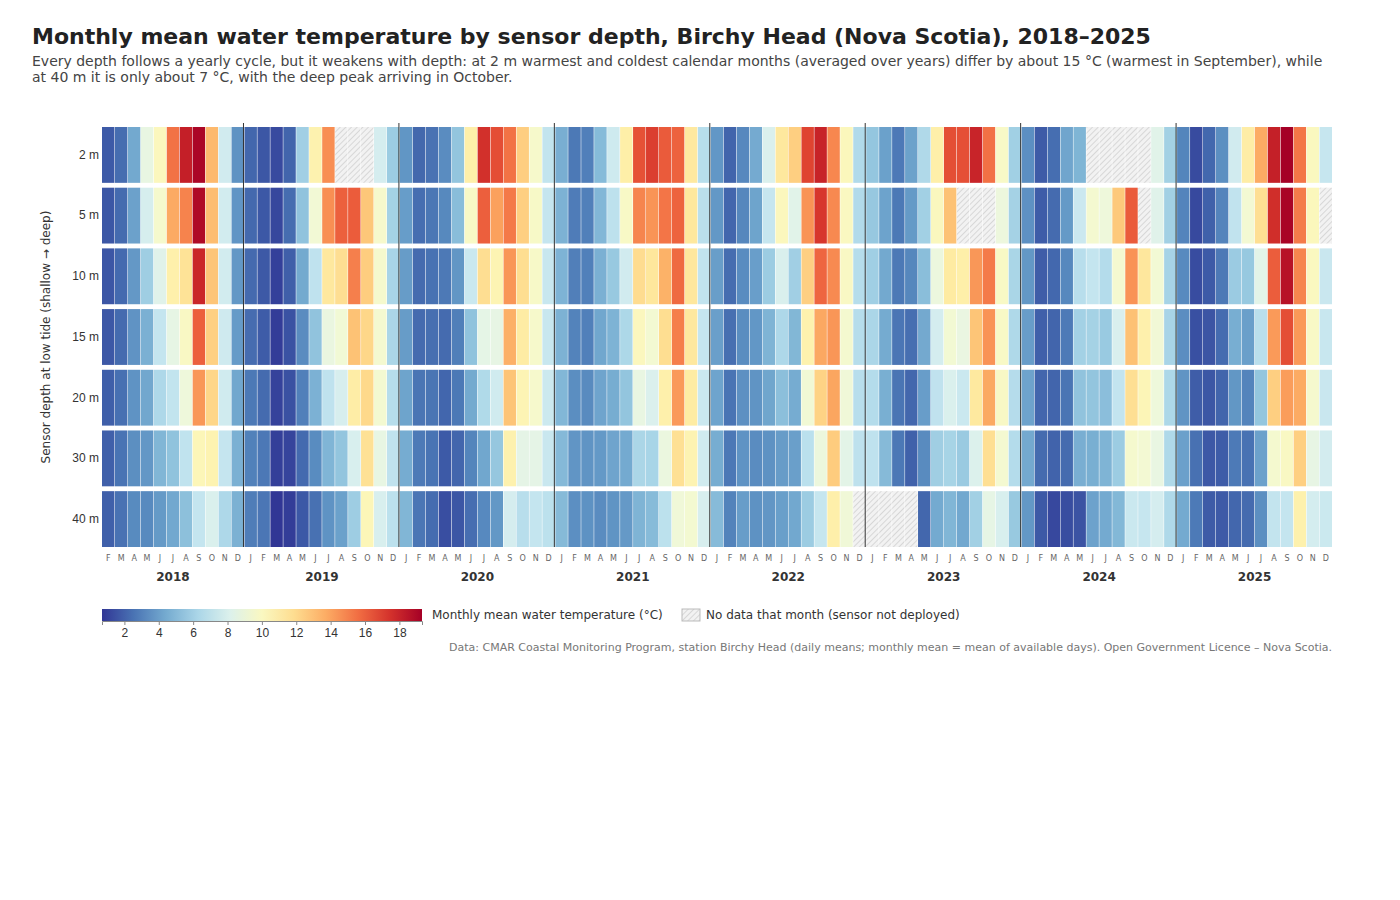 Monthly mean water temperature by sensor depth, Birchy Head (Nova Scotia), 2018–2025
Every depth follows a yearly cycle, but it weakens with depth: at 2 m warmest and coldest calendar months (averaged over years) differ by about 15 °C (warmest in September), while
at 40 m it is only about 7 °C, with the deep peak arriving in October.
Sensor depth at low tide (shallow → deep)
2 m
5 m
10 m
15 m
20 m
30 m
40 m
F M A M J J A S O N D J F M A M J J A S O N D J F M A M J J A S O N D J F M A M J J A S O N D J F M A M J J A S O N D J F M A M J J A S O N D J F M A M J J A S O N D J F M A M J J A S O N D
2018 2019 2020 2021 2022 2023 2024 2025
Monthly mean water temperature (°C)
No data that month (sensor not deployed)
2 4 6 8 10 12 14 16 18
Data: CMAR Coastal Monitoring Program, station Birchy Head (daily means; monthly mean = mean of available days). Open Government Licence – Nova Scotia.